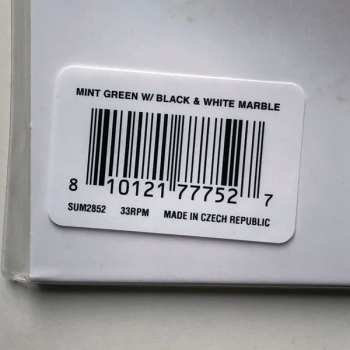 MINT GREEN W/ BLACK & WHITE MARBLE
8 10121 77752 7
SUM2852 33RPM MADE IN CZECH REPUBLIC